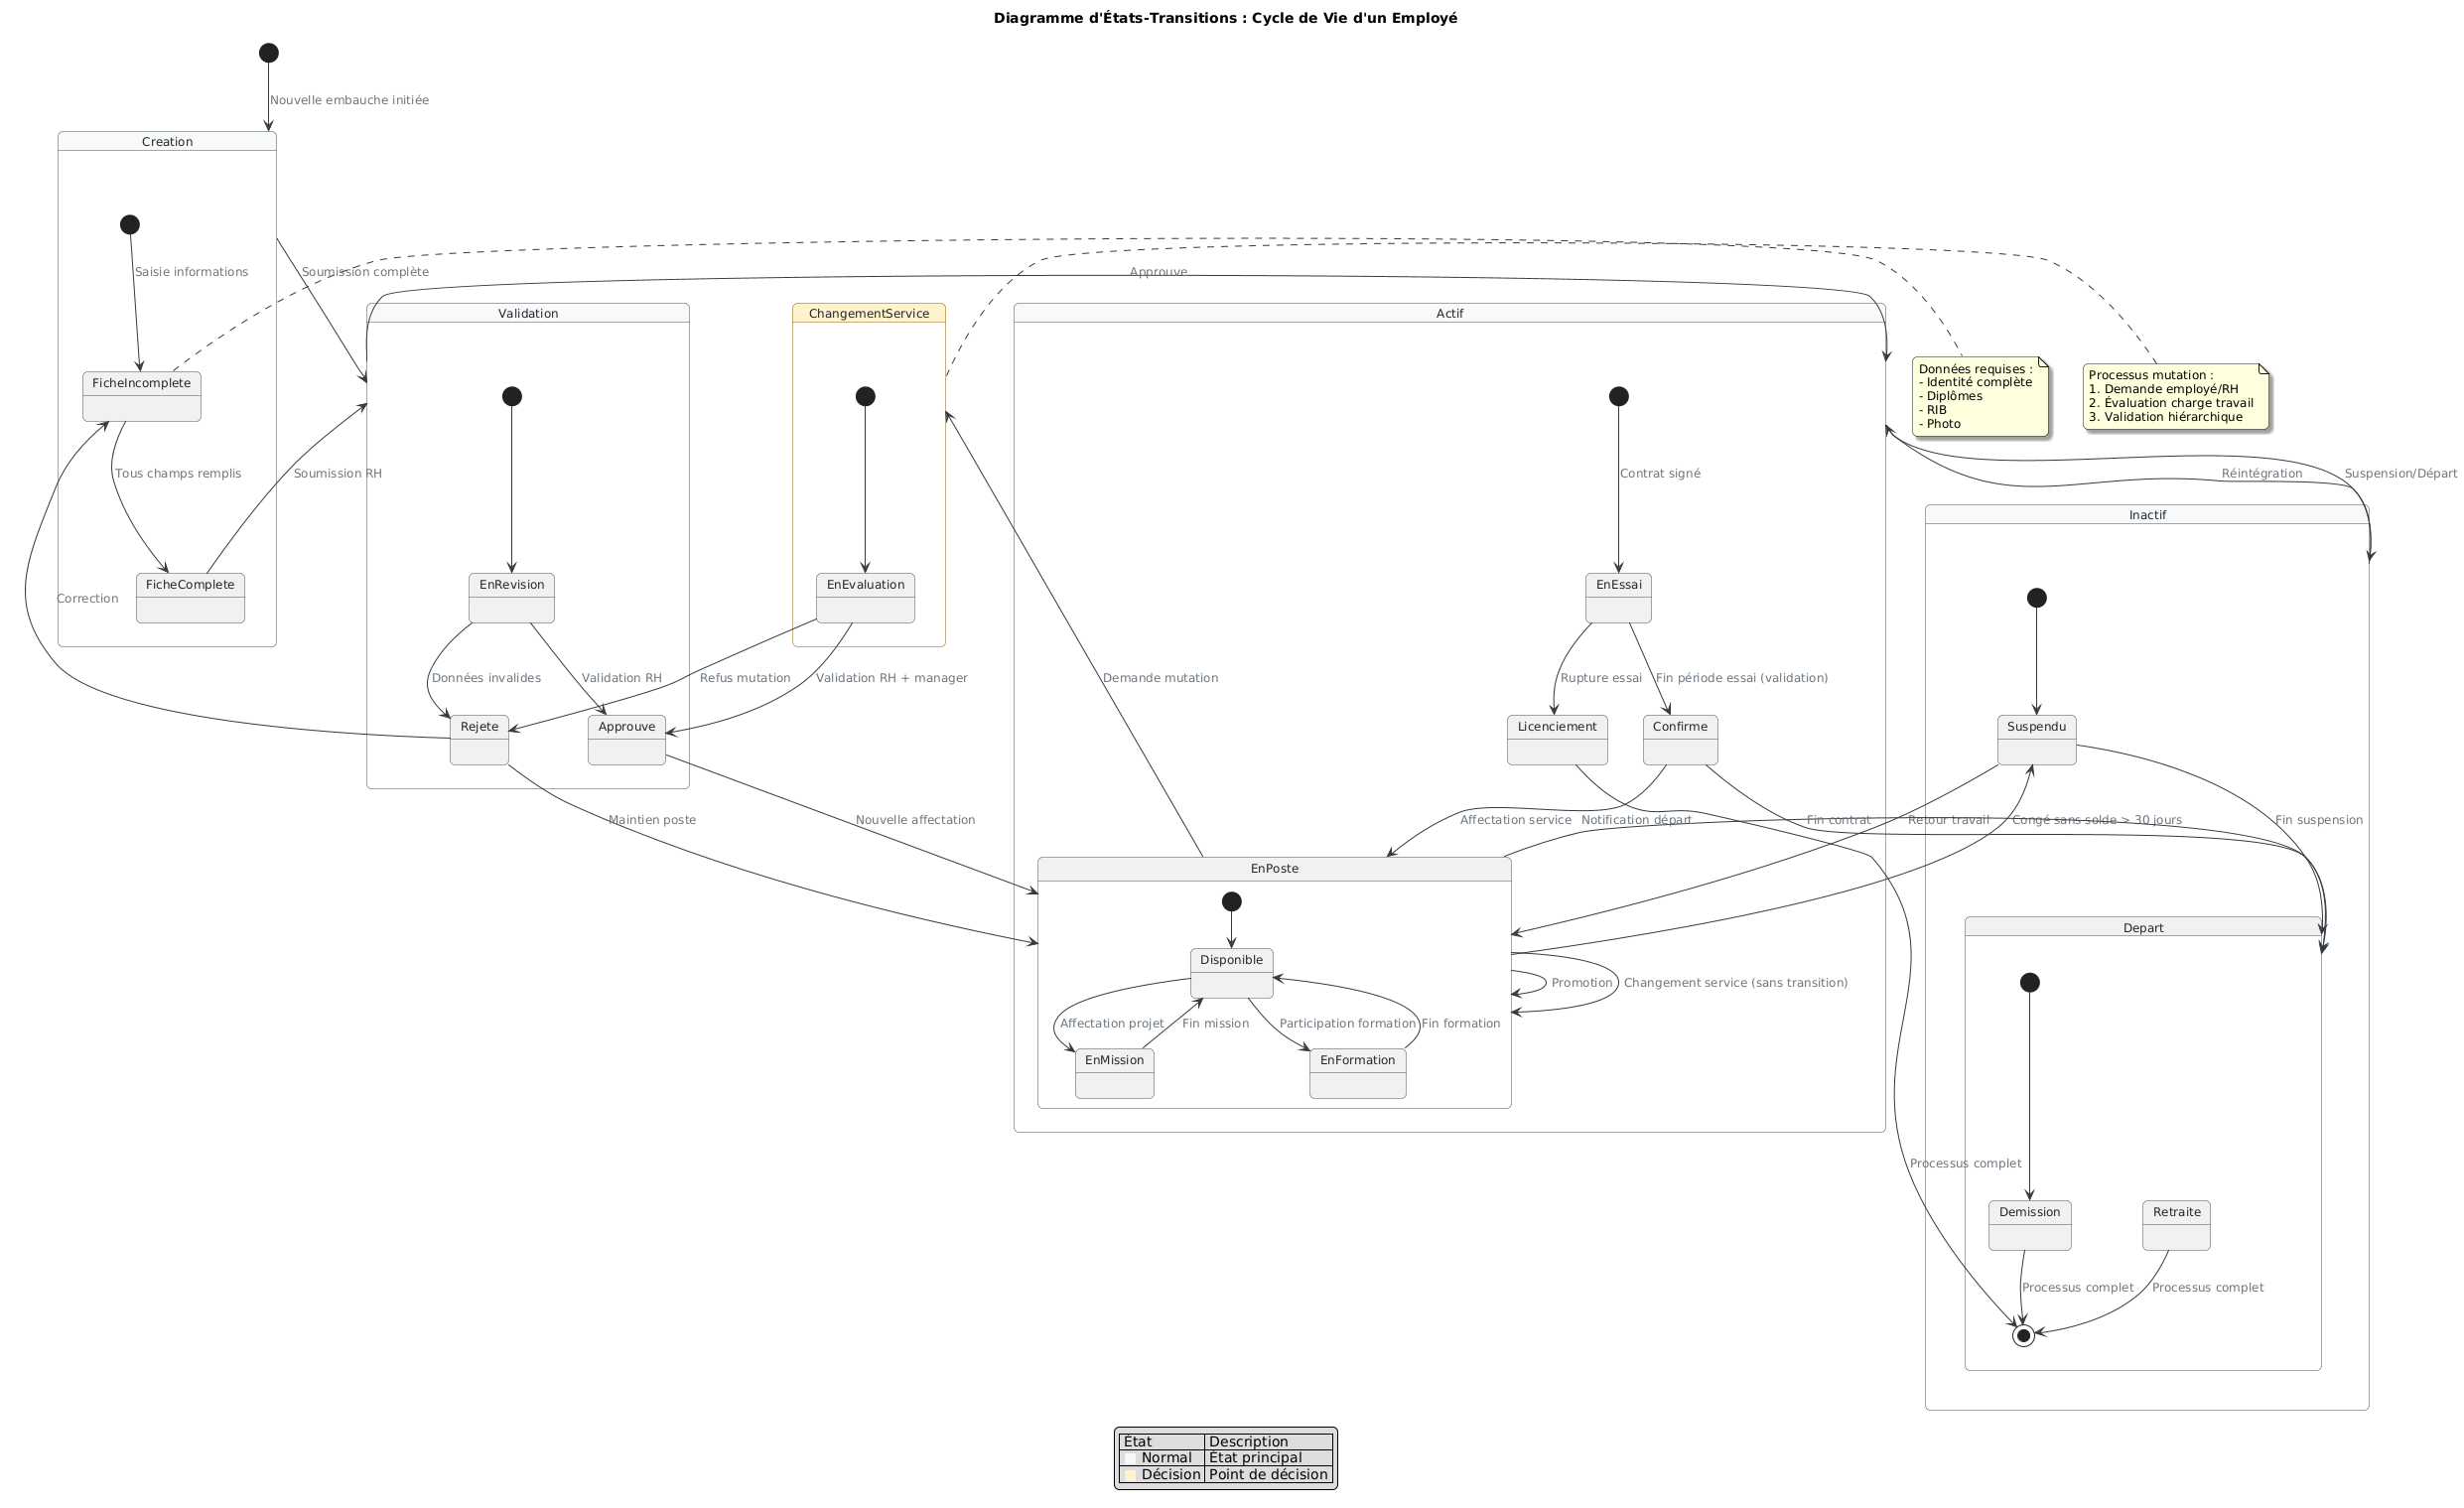 Diagramme d'États-Transitions : Cycle de Vie d'un Employé
Nouvelle embauche initiée
Creation
Saisie informations
Soumission complète
Approuve
Validation
ChangementService
Actif
Données requises :
- Identité complète
- Diplômes
- RIB
- Photo
Processus mutation :
1. Demande employé/RH
2. Évaluation charge travail
3. Validation hiérarchique
FicheIncomplete
Tous champs remplis
Soumission RH
Contrat signé
Réintégration
Suspension/Départ
Inactif
FicheComplete
Correction
EnRevision
EnEvaluation
EnEssai
Données invalides
Validation RH
Refus mutation
Validation RH + manager
Demande mutation
Rupture essai
Fin période essai (validation)
Rejete
Approuve
Licenciement
Confirme
Suspendu
Maintien poste
Nouvelle affectation
Affectation service
Notification départ
Fin contrat
Retour travail
Congé sans solde > 30 jours
Fin suspension
EnPoste
Depart
Disponible
Promotion
Changement service (sans transition)
Affectation projet
Fin mission
Participation formation
Fin formation
EnMission
EnFormation
Processus complet
Demission
Retraite
Processus complet
Processus complet
État Description
Normal État principal
Décision Point de décision